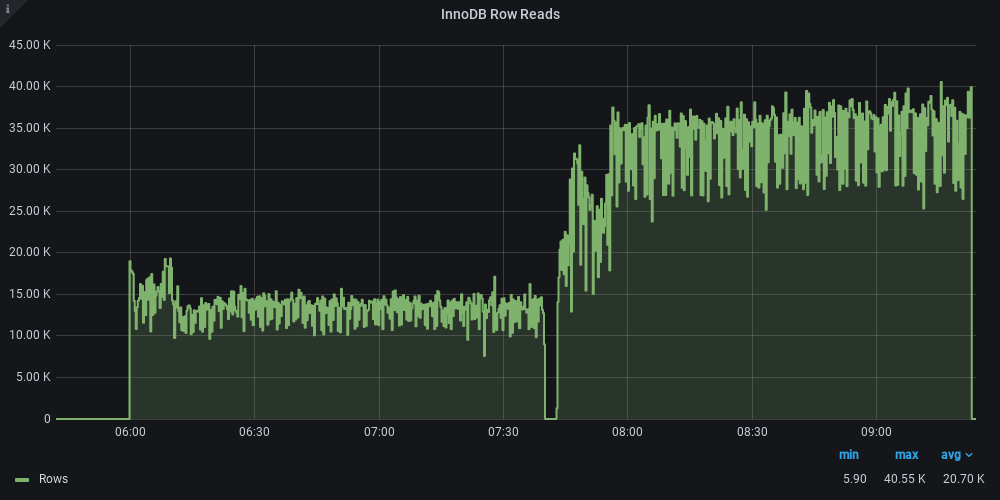 i
InnoDB Row Reads
45.00 K
40.00 K
35.00 K
30.00 K
25.00 K
20.00 K
15.00 K
10.00 K
5.00 K
0
06:00 06:30 07:00 07:30 08:00 08:30 09:00
min max avg
Rows 5.90 40.55 K 20.70 K